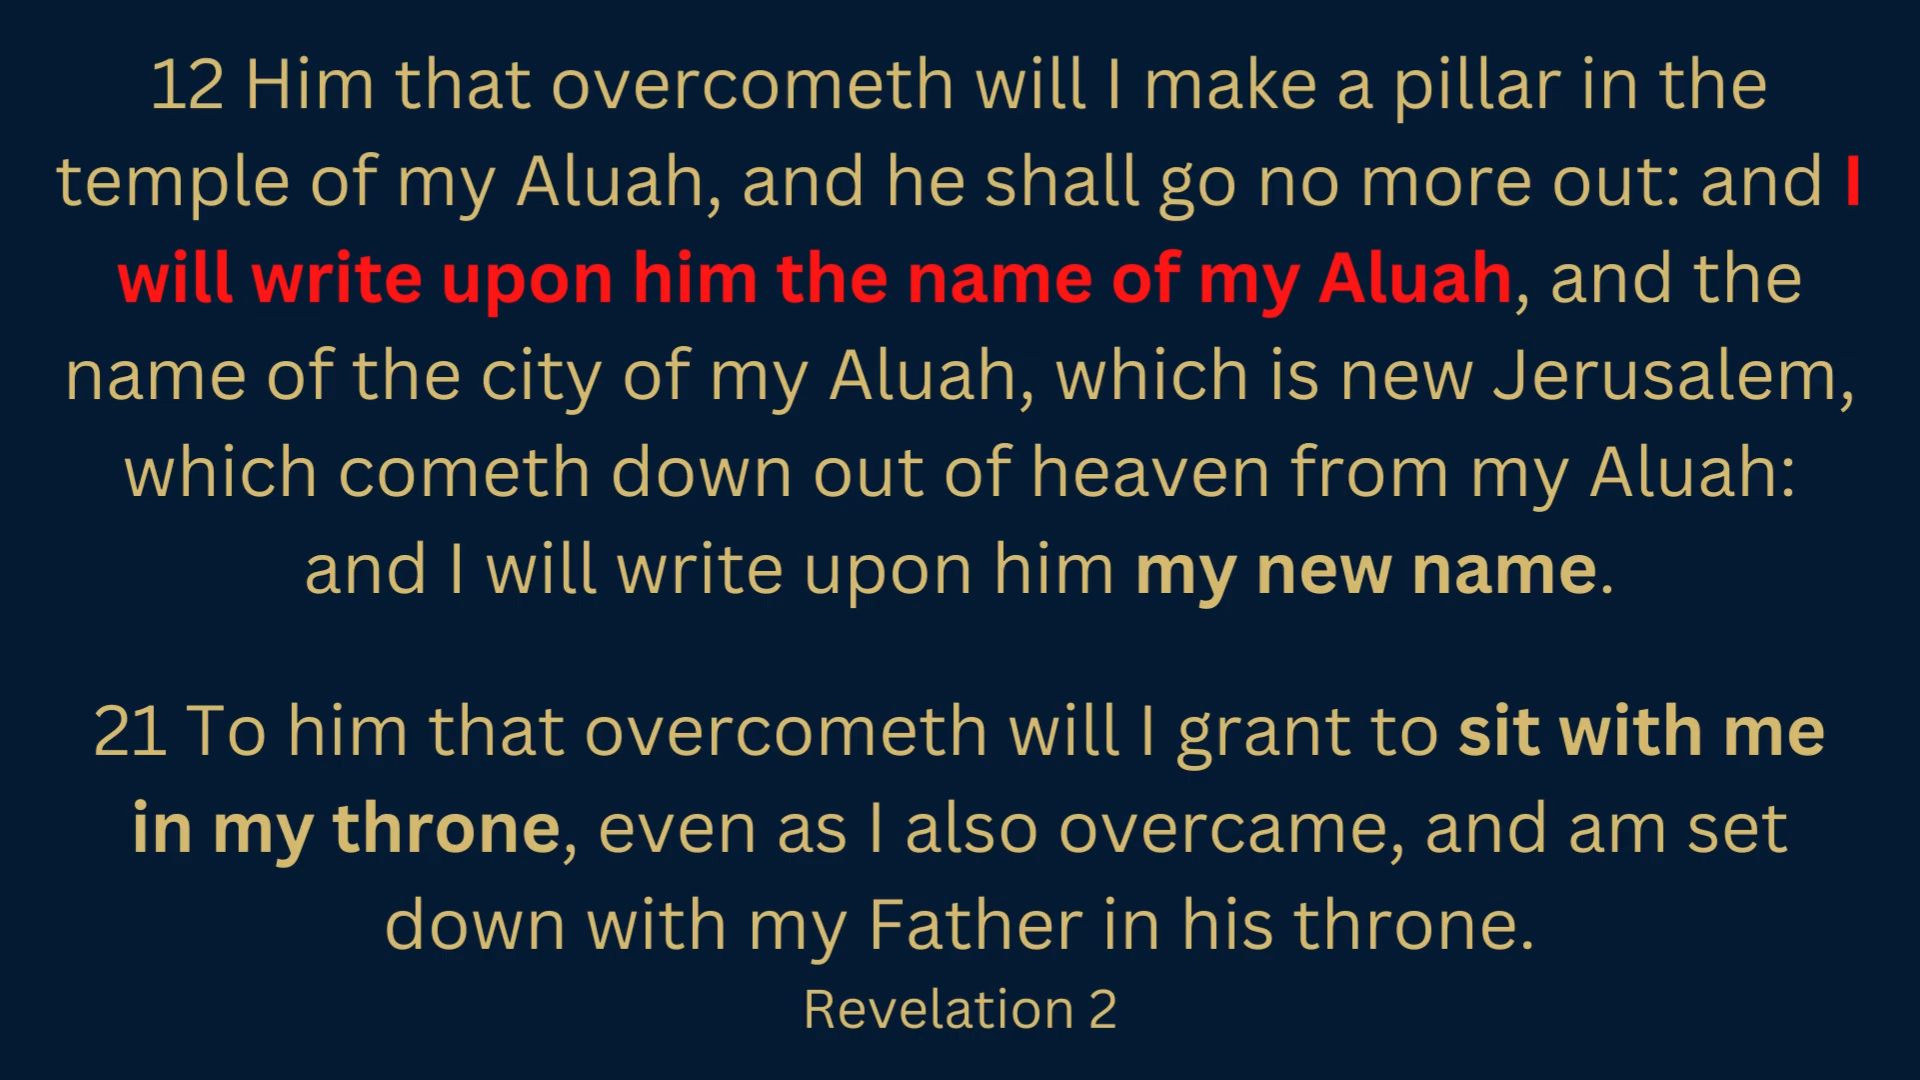 12 Him that overcometh will I make a pillar in the
temple of my Aluah, and he shall go no more out: and I
will write upon him the name of my Aluah, and the
name of the city of my Aluah, which is new Jerusalem,
which cometh down out of heaven from my Aluah:
and I will write upon him my new name.
21 To him that overcometh will I grant to sit with me
in my throne, even as I also overcame, and am set
down with my Father in his throne.
Revelation 2